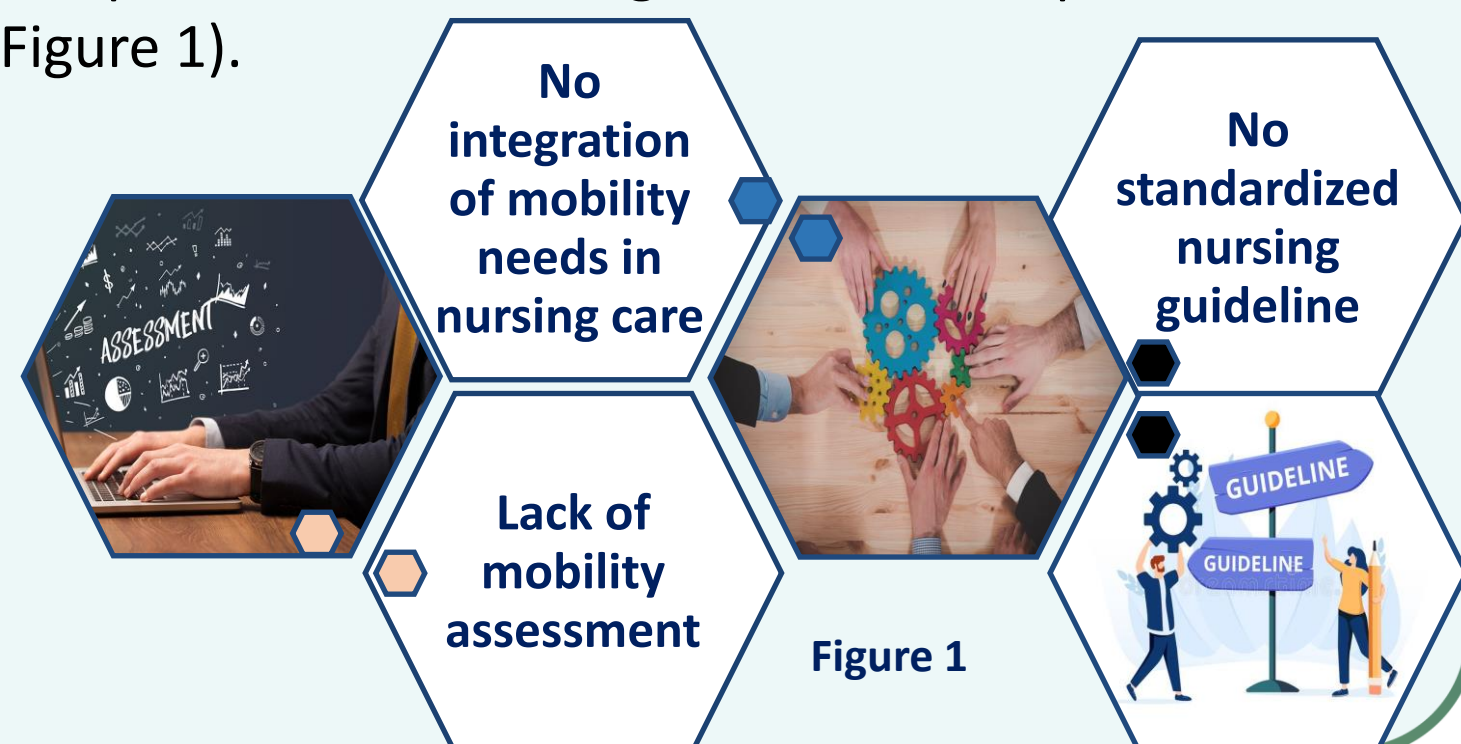 Figure 1).
No
integration
of mobility
needs in
nursing care
No
standardized
nursing
guideline
ASSESSMENT
Lack of
mobility
assessment
GUIDELINE
GUIDELINE
Figure 1